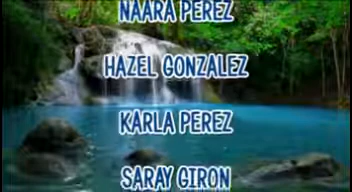 NAARA PEREZ
HAZEL GONZALEZ
KARLA PEREZ
SARAY GIRON